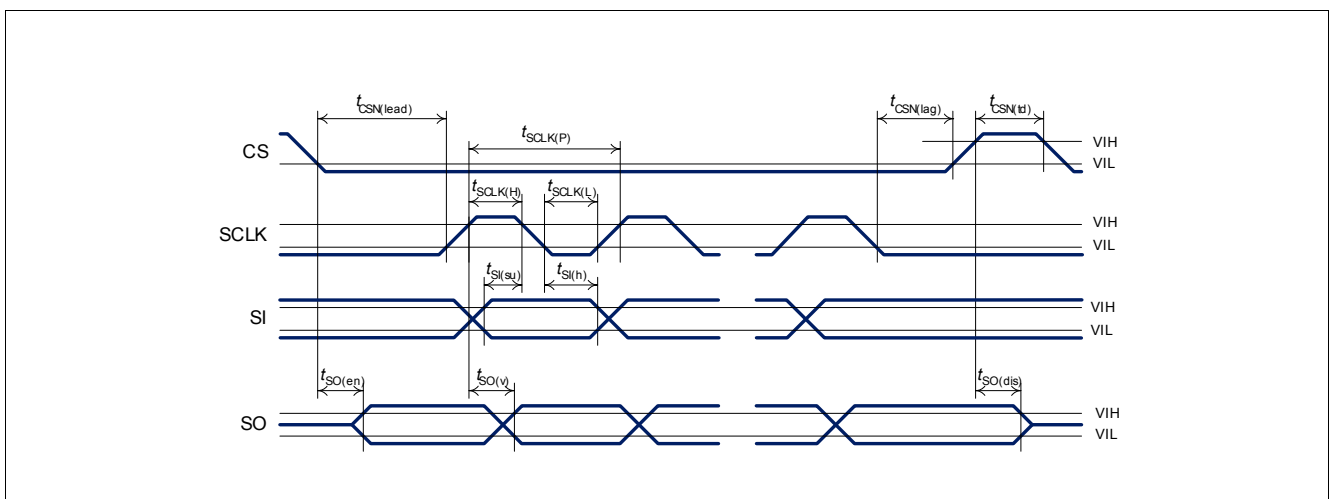 tCSN(lead)
tCSN(lag)
tCSN(td)
CS
tSCLK(P)
VIH
VIL
tSCLK(H)
tSCLK(L)
SCLK
VIH
VIL
tSI(su)
tSI(h)
SI
VIH
VIL
tSO(en)
tSO(v)
tSO(dis)
SO
VIH
VIL